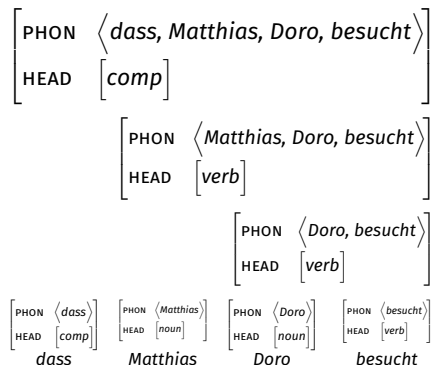 PHON ⟨dass, Matthias, Doro, besucht⟩
HEAD [comp]
PHON ⟨Matthias, Doro, besucht⟩
HEAD [verb]
PHON ⟨Doro, besucht⟩
HEAD [verb]
PHON ⟨dass⟩ PHON ⟨Matthias⟩ PHON ⟨Doro⟩ PHON ⟨besucht⟩
HEAD [comp] HEAD [noun] HEAD [noun] HEAD [verb]
dass Matthias Doro besucht